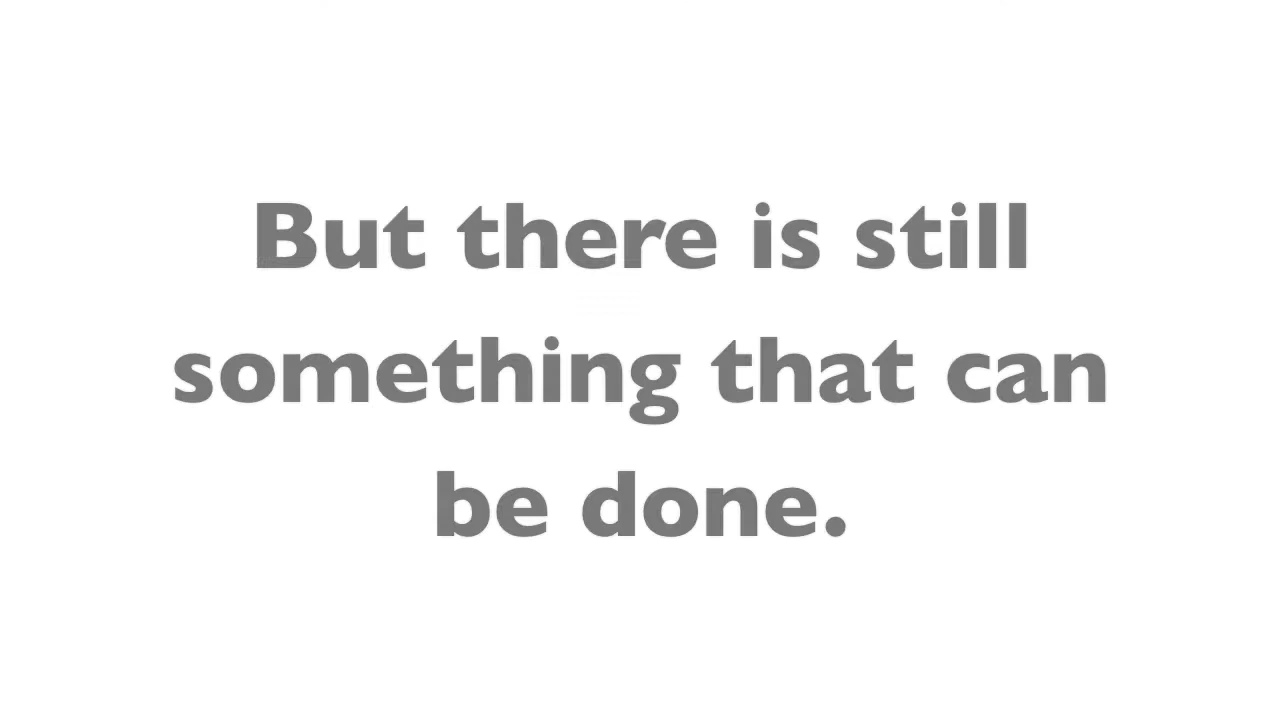 But there is still
something that can
be done.